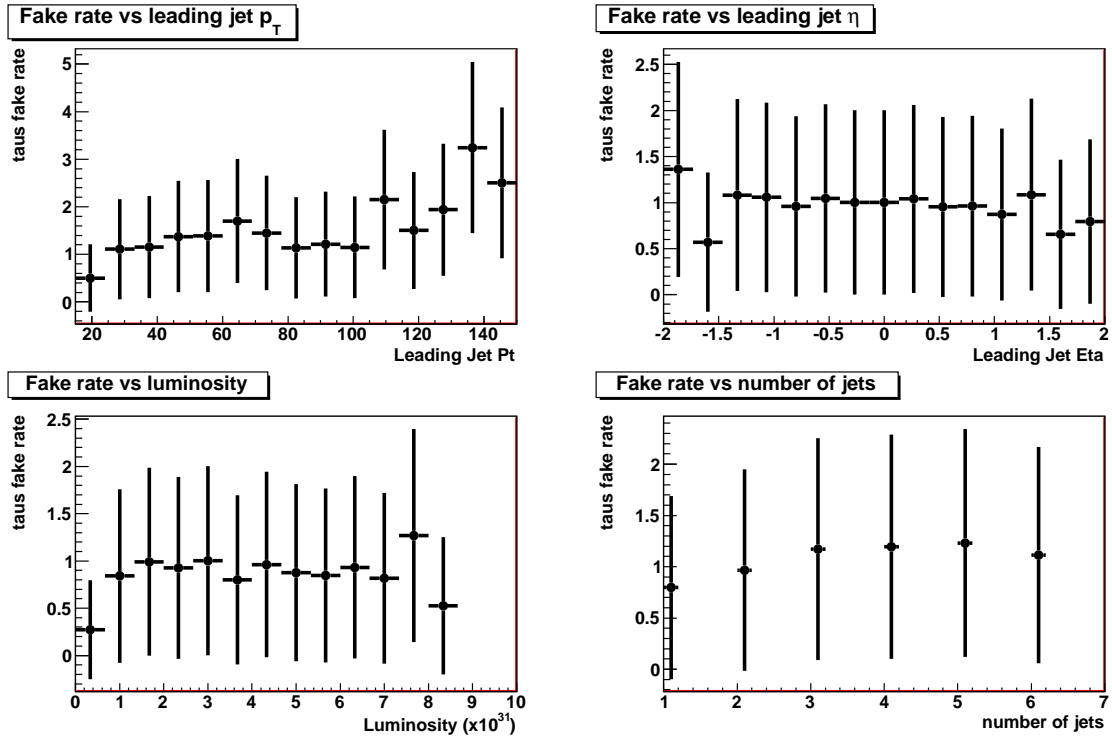 Fake rate vs leading jet p_T
taus fake rate
5
4
3
2
1
0
20 40 60 80 100 120 140
Leading Jet Pt
Fake rate vs leading jet η
taus fake rate
2.5
2
1.5
1
0.5
0
-2 -1.5 -1 -0.5 0 0.5 1 1.5 2
Leading Jet Eta
Fake rate vs luminosity
taus fake rate
2.5
2
1.5
1
0.5
0
0 1 2 3 4 5 6 7 8 9 10
Luminosity (x10^31)
Fake rate vs number of jets
taus fake rate
2
1.5
1
0.5
0
1 2 3 4 5 6 7
number of jets